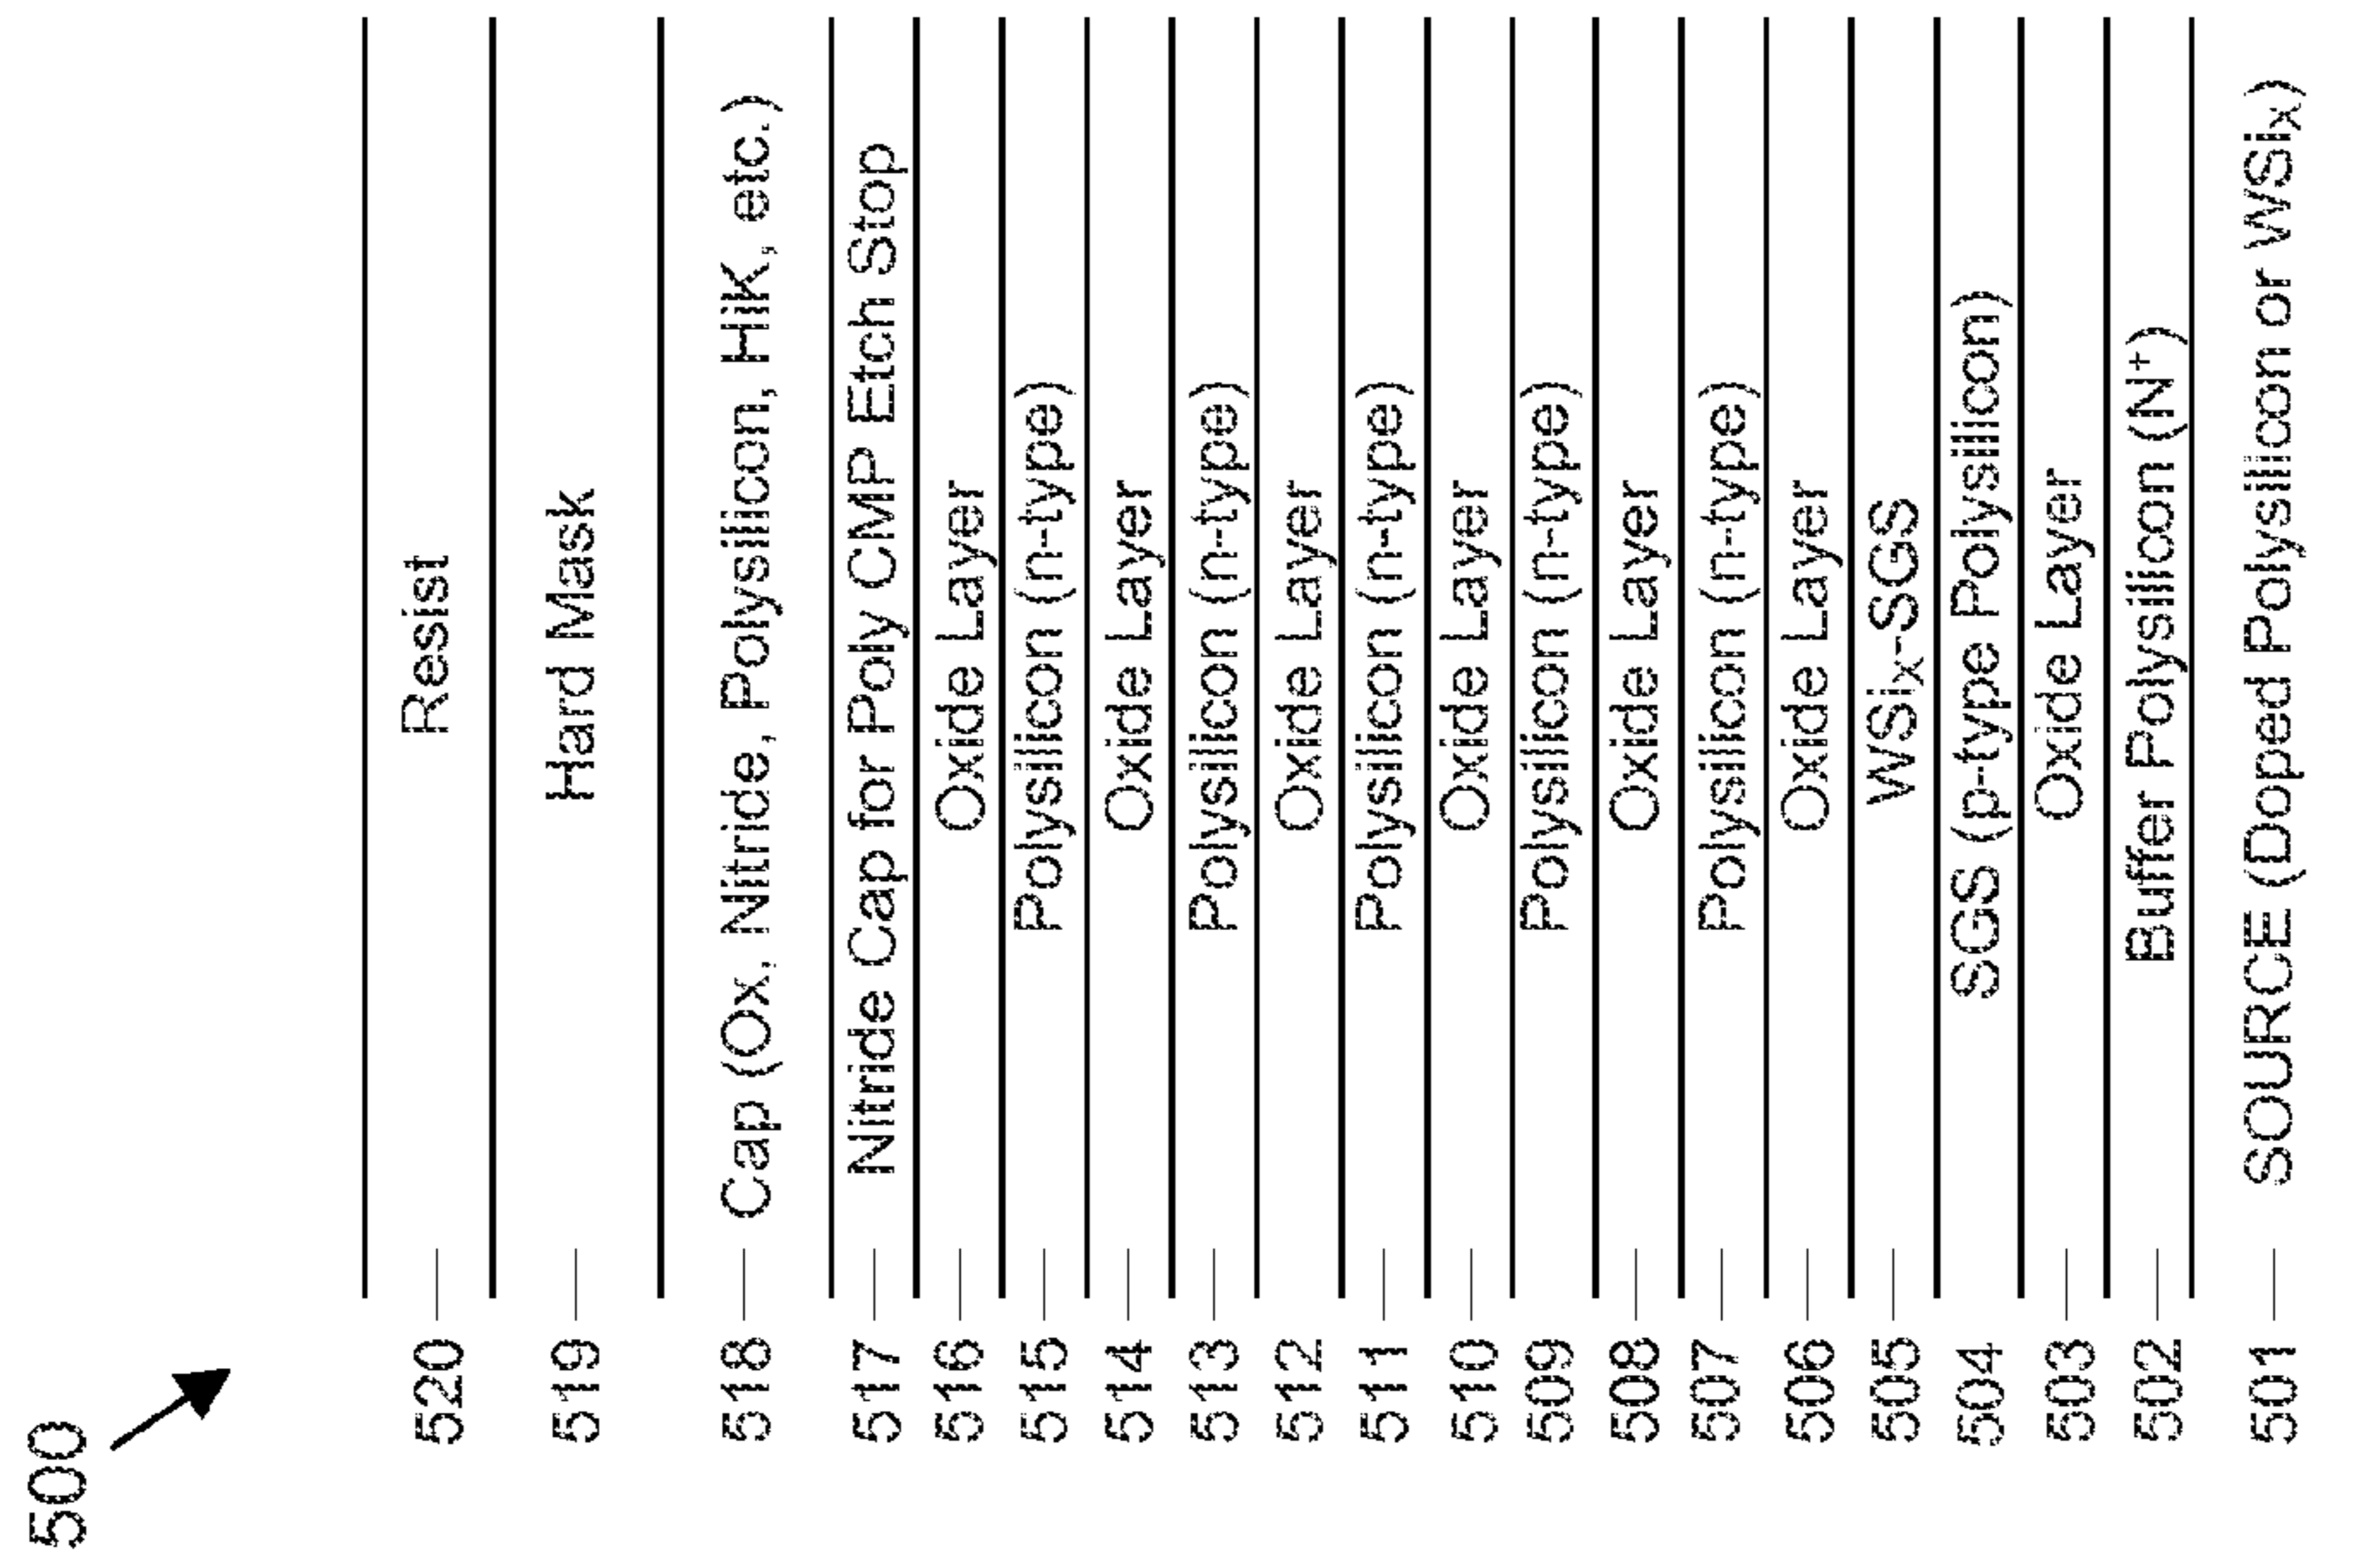 500
520 Resist
519 Hard Mask
518 Cap (Ox, Nitride, Polysilicon, HiK, etc.)
517 Nitride Cap for Poly CMP Etch Stop
516 Oxide Layer
515 Polysilicon (n-type)
514 Oxide Layer
513 Polysilicon (n-type)
512 Oxide Layer
511 Polysilicon (n-type)
510 Oxide Layer
509 Polysilicon (n-type)
508 Oxide Layer
507 Polysilicon (n-type)
506 Oxide Layer
505 WSiₓ-SGS
504 SGS (p-type Polysilicon)
503 Oxide Layer
502 Buffer Polysilicon (N⁺)
501 SOURCE (Doped Polysilicon or WSiₓ)